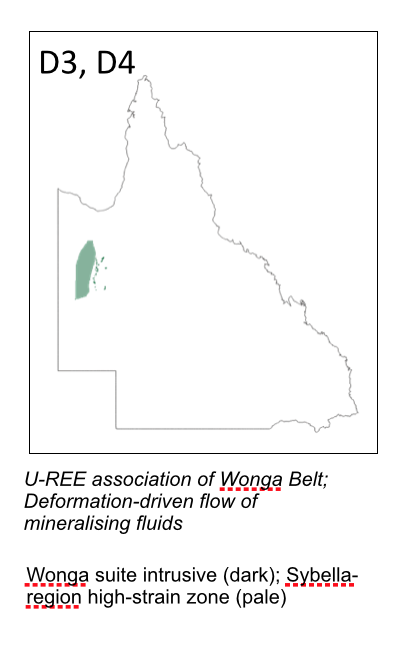 D3, D4
U-REE association of Wonga Belt;
Deformation-driven flow of
mineralising fluids
Wonga suite intrusive (dark); Sybella-
region high-strain zone (pale)